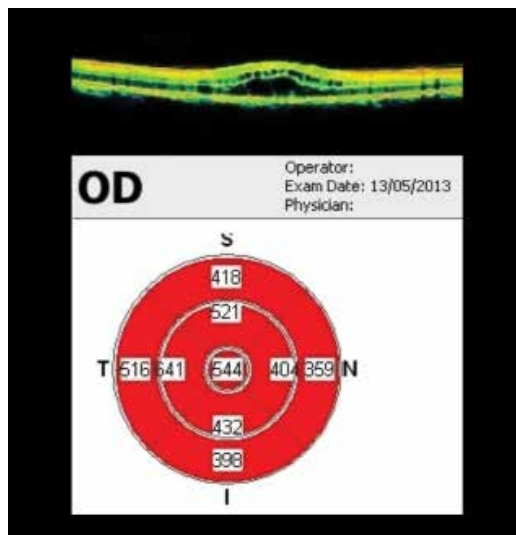 OD
Operator:
Exam Date: 13/05/2013
Physician:
S
418
521
T 516 641 544 404 359 N
432
398
I